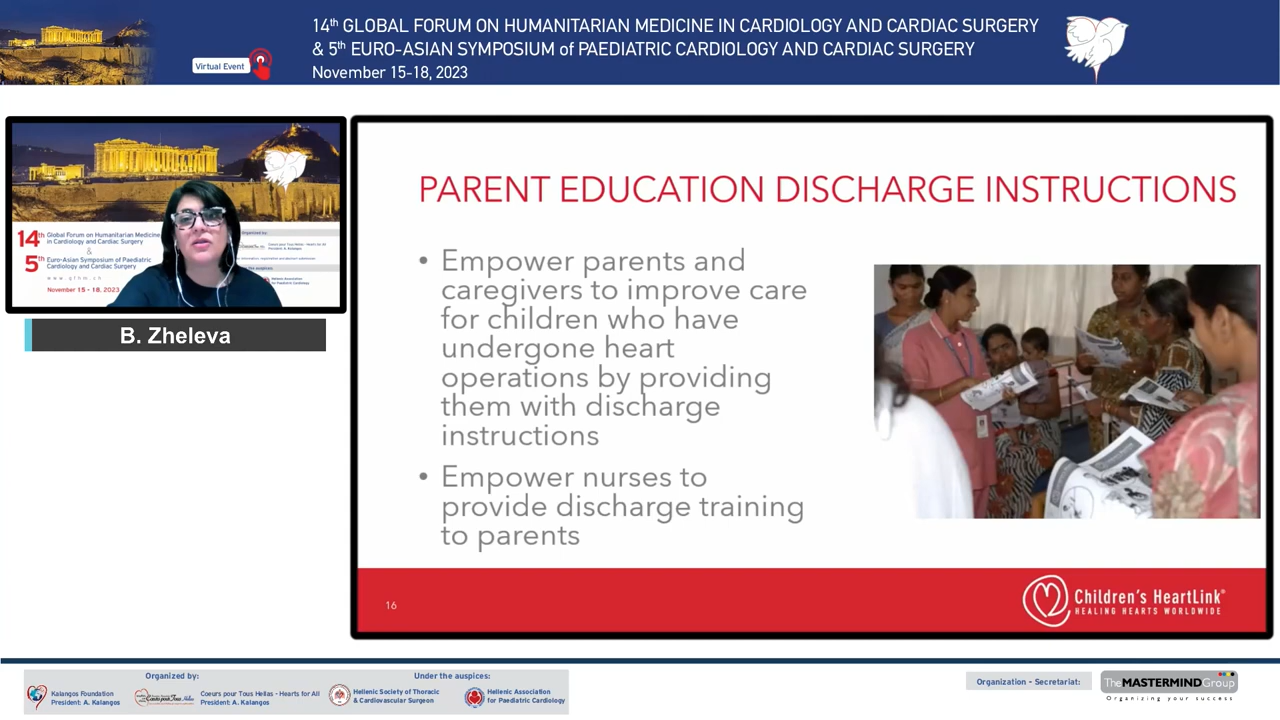 14th GLOBAL FORUM ON HUMANITARIAN MEDICINE IN CARDIOLOGY AND CARDIAC SURGERY
& 5th EURO-ASIAN SYMPOSIUM of PAEDIATRIC CARDIOLOGY AND CARDIAC SURGERY
November 15-18, 2023
Virtual Event
14th Global Forum on Humanitarian Medicine
in Cardiology and Cardiac Surgery
&
5th Euro-Asian Symposium of Paediatric
Cardiology and Cardiac Surgery
November 15 - 18, 2023
B. Zheleva
PARENT EDUCATION DISCHARGE INSTRUCTIONS
• Empower parents and
caregivers to improve care
for children who have
undergone heart
operations by providing
them with discharge
instructions
• Empower nurses to
provide discharge training
to parents
16
Children's HeartLink®
HEALING HEARTS WORLDWIDE
Organized by:
Under the auspices:
Kalangos Foundation
President: A. Kalangos
Coeurs pour Tous Hellas - Hearts for All
President: A. Kalangos
Hellenic Society of Thoracic
& Cardiovascular Surgeon
Hellenic Association
for Paediatric Cardiology
Organization - Secretariat:
The MASTERMIND Group
Organizing your success